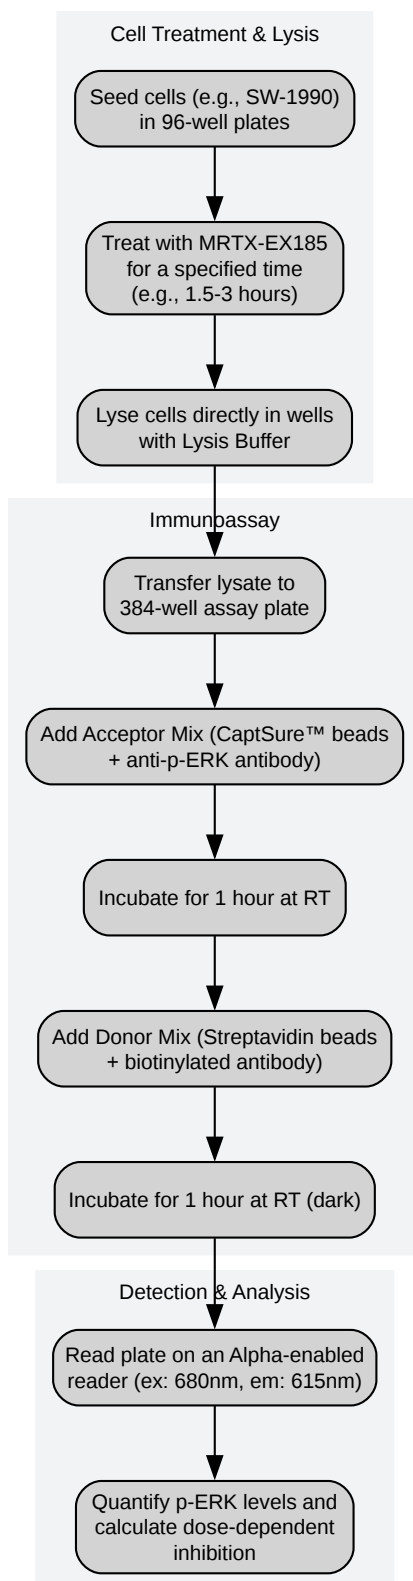 Cell Treatment & Lysis
Seed cells (e.g., SW-1990)
in 96-well plates
Treat with MRTX-EX185
for a specified time
(e.g., 1.5-3 hours)
Lyse cells directly in wells
with Lysis Buffer
Immunoassay
Transfer lysate to
384-well assay plate
Add Acceptor Mix (CaptSure™ beads
+ anti-p-ERK antibody)
Incubate for 1 hour at RT
Add Donor Mix (Streptavidin beads
+ biotinylated antibody)
Incubate for 1 hour at RT (dark)
Detection & Analysis
Read plate on an Alpha-enabled
reader (ex: 680nm, em: 615nm)
Quantify p-ERK levels and
calculate dose-dependent
inhibition